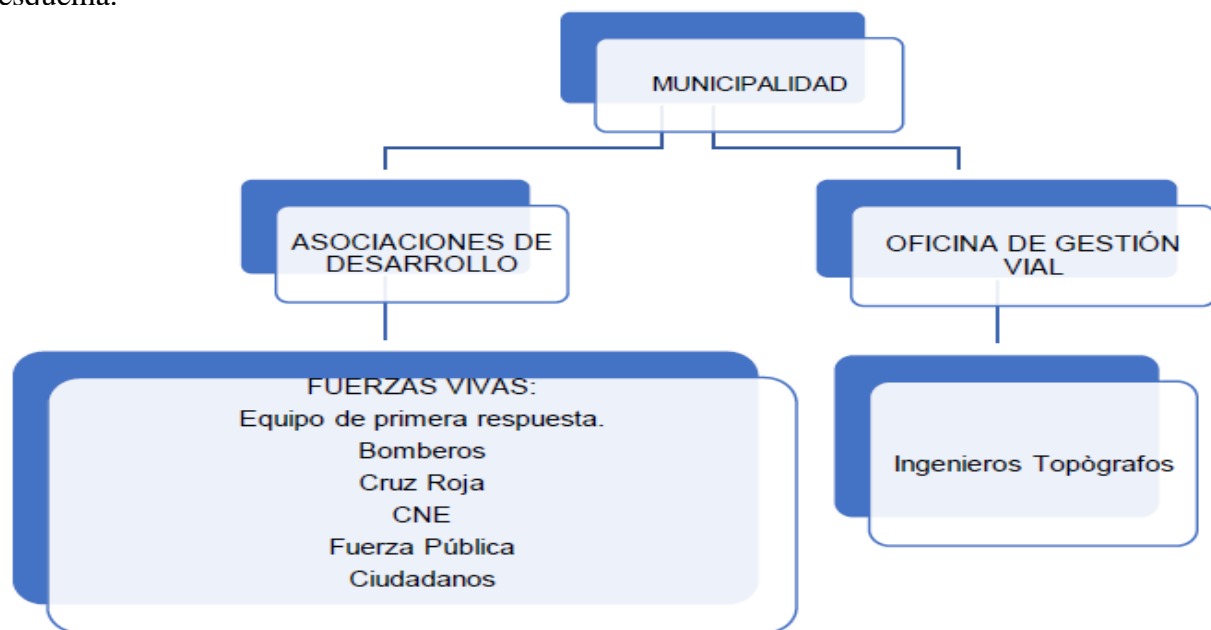 esquema.
MUNICIPALIDAD
ASOCIACIONES DE
DESARROLLO
OFICINA DE GESTIÓN
VIAL
FUERZAS VIVAS:
Equipo de primera respuesta.
Bomberos
Cruz Roja
CNE
Fuerza Pública
Ciudadanos
Ingenieros Topògrafos